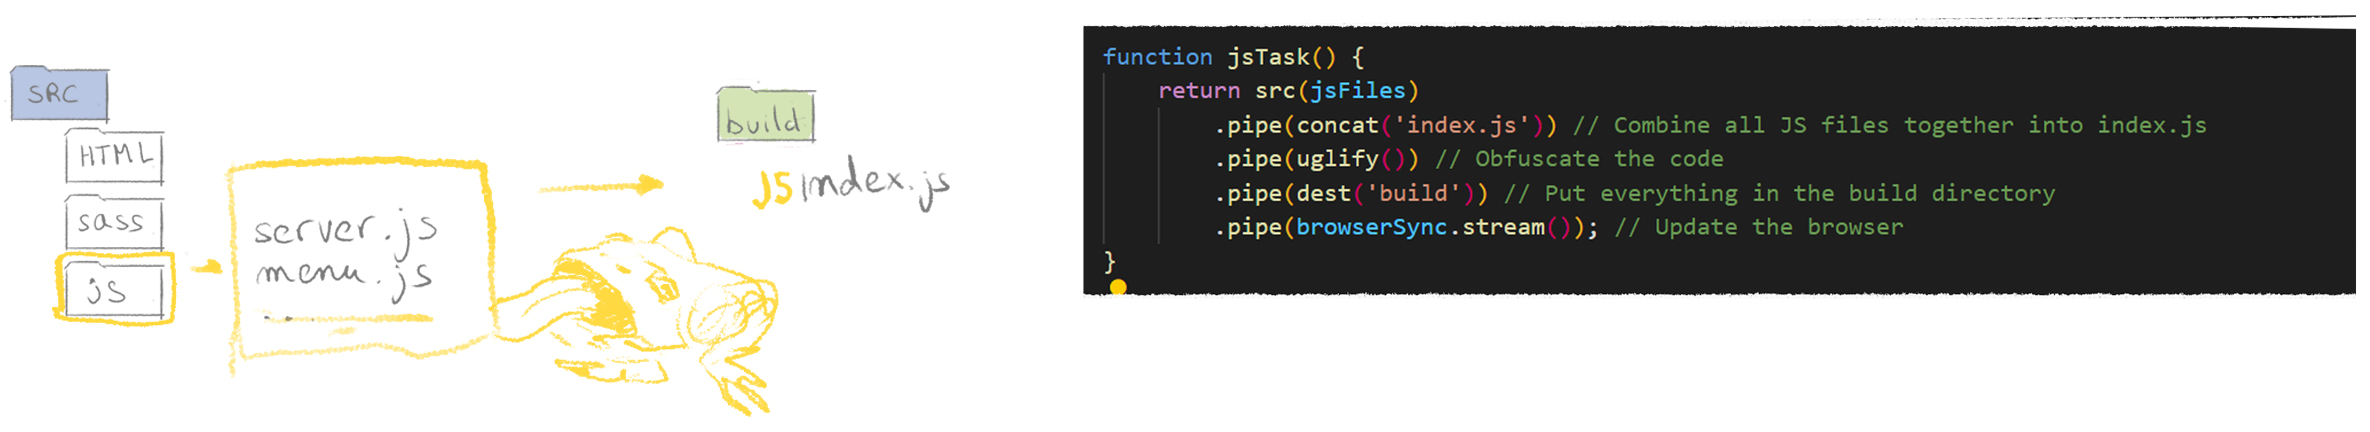 SRC
HTML
sass
js
server.js
menu.js
build
JS index.js
function jsTask() {
    return src(jsFiles)
        .pipe(concat('index.js')) // Combine all JS files together into index.js
        .pipe(uglify()) // Obfuscate the code
        .pipe(dest('build')) // Put everything in the build directory
        .pipe(browserSync.stream()); // Update the browser
}